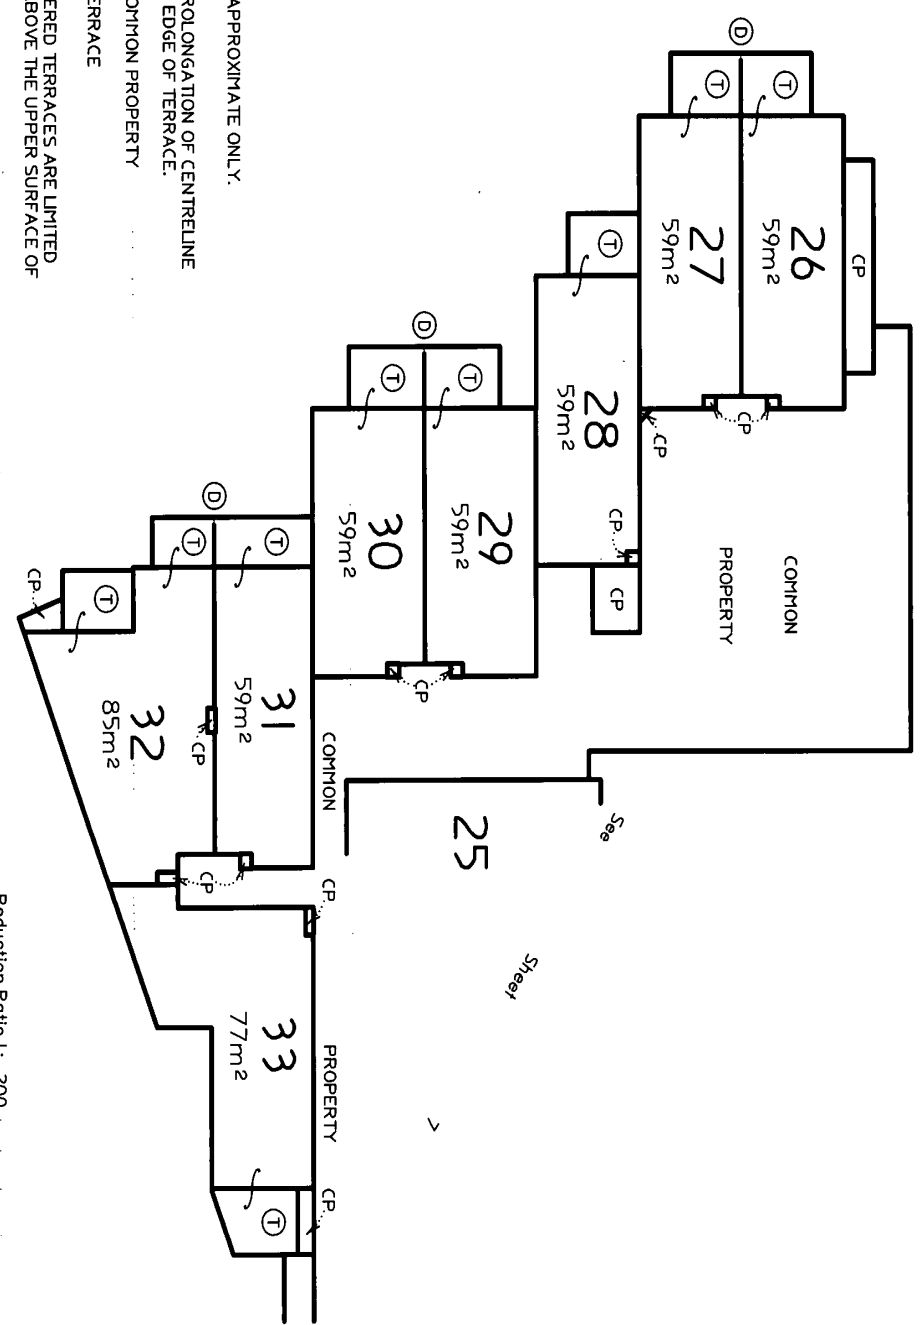 CP
26
59m²
T
D
27
59m²
T
CP
COMMON
PROPERTY
CP
28
59m²
T
CP
CP
See
Sheet
25
29
59m²
T
D
30
59m²
T
CP
COMMON
PROPERTY
31
59m²
T
D
CP
32
85m²
T
T
CP
CP
CP
33
77m²
T
CP
APPROXIMATE ONLY.
ROLONGATION OF CENTRELINE
EDGE OF TERRACE.
OMMON PROPERTY
ERRACE
ERED TERRACES ARE LIMITED
BOVE THE UPPER SURFACE OF
Reduction Ratio 1: 200